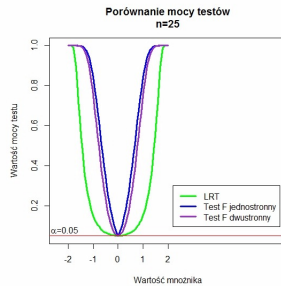 Porównanie mocy testów
n=25
Wartość mocy testu
1.0
0.8
0.6
0.4
0.2
LRT
Test F jednostronny
Test F dwustronny
α=0.05
-2 -1 0 1 2
Wartość mnożnika